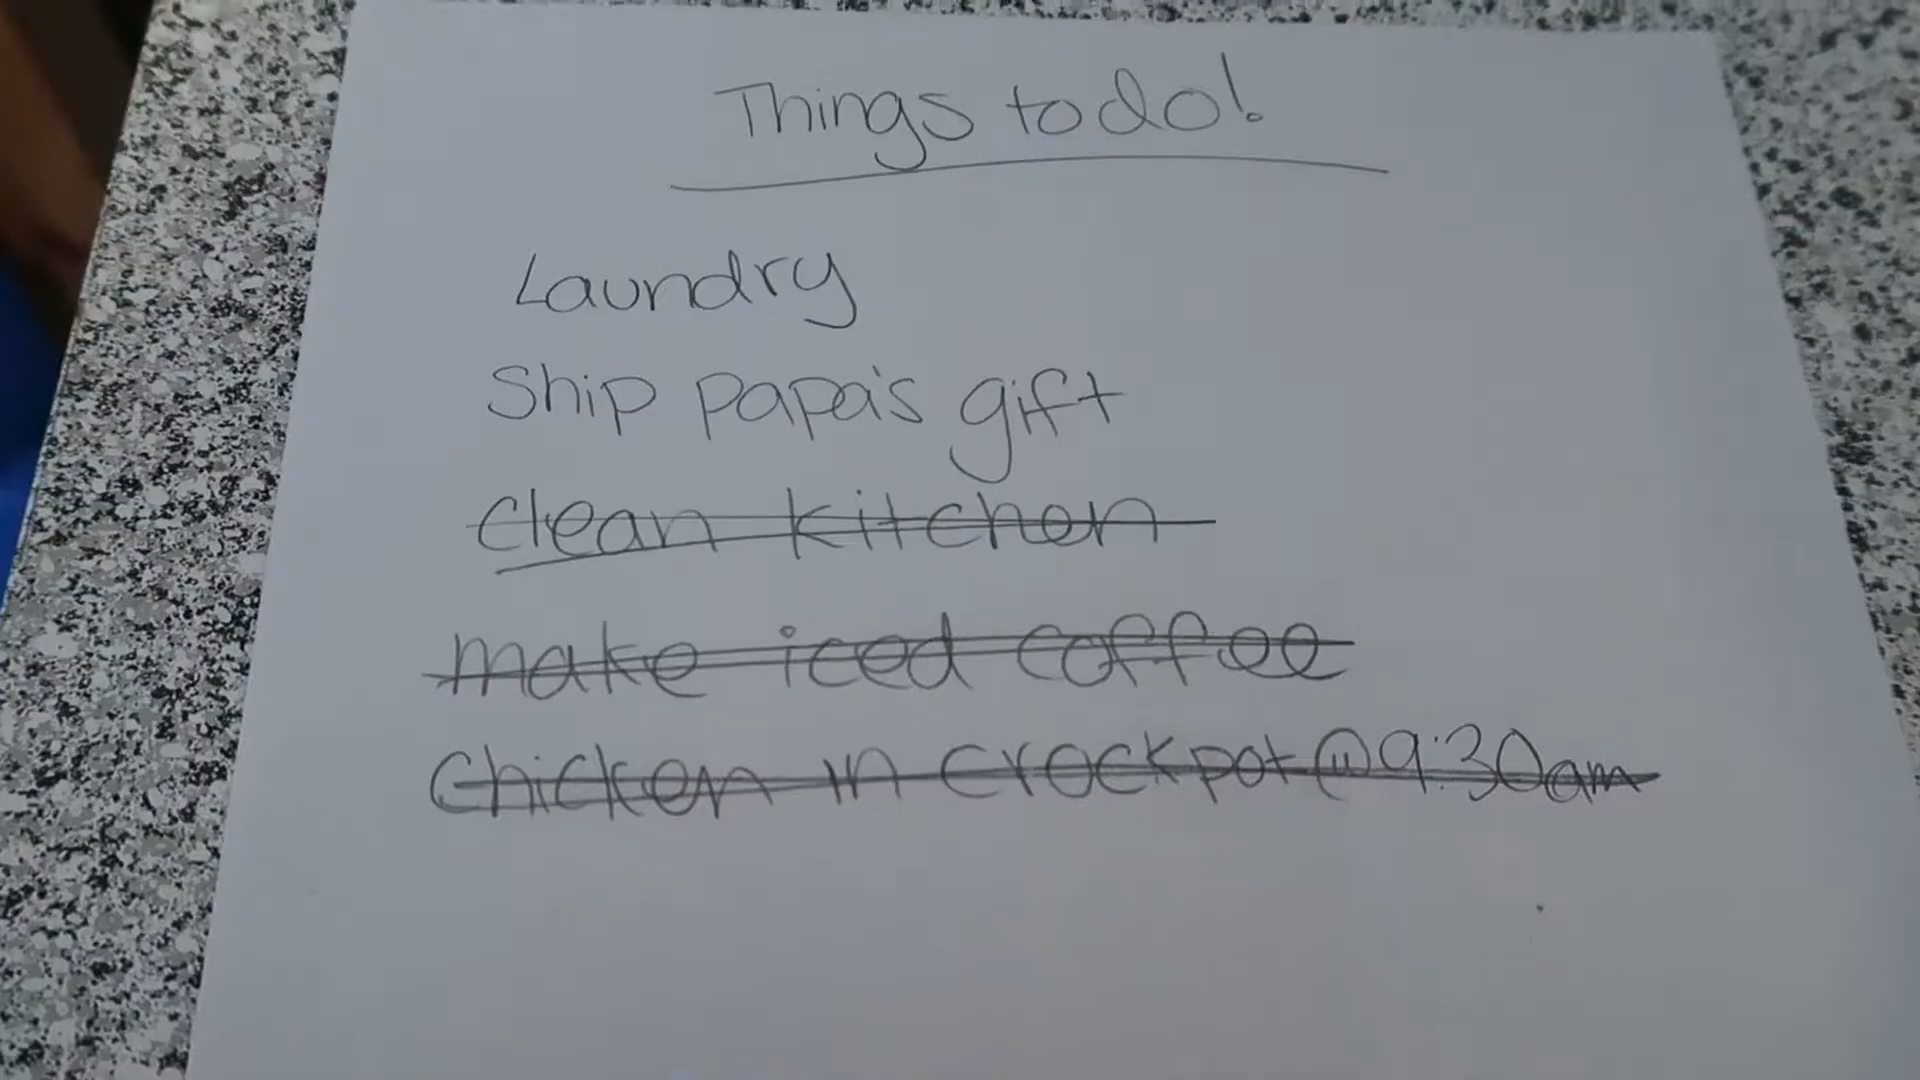 Things to do!
Laundry
Ship papa's gift
clean kitchen
make iced coffee
Chicken in crockpot @ 9:30am